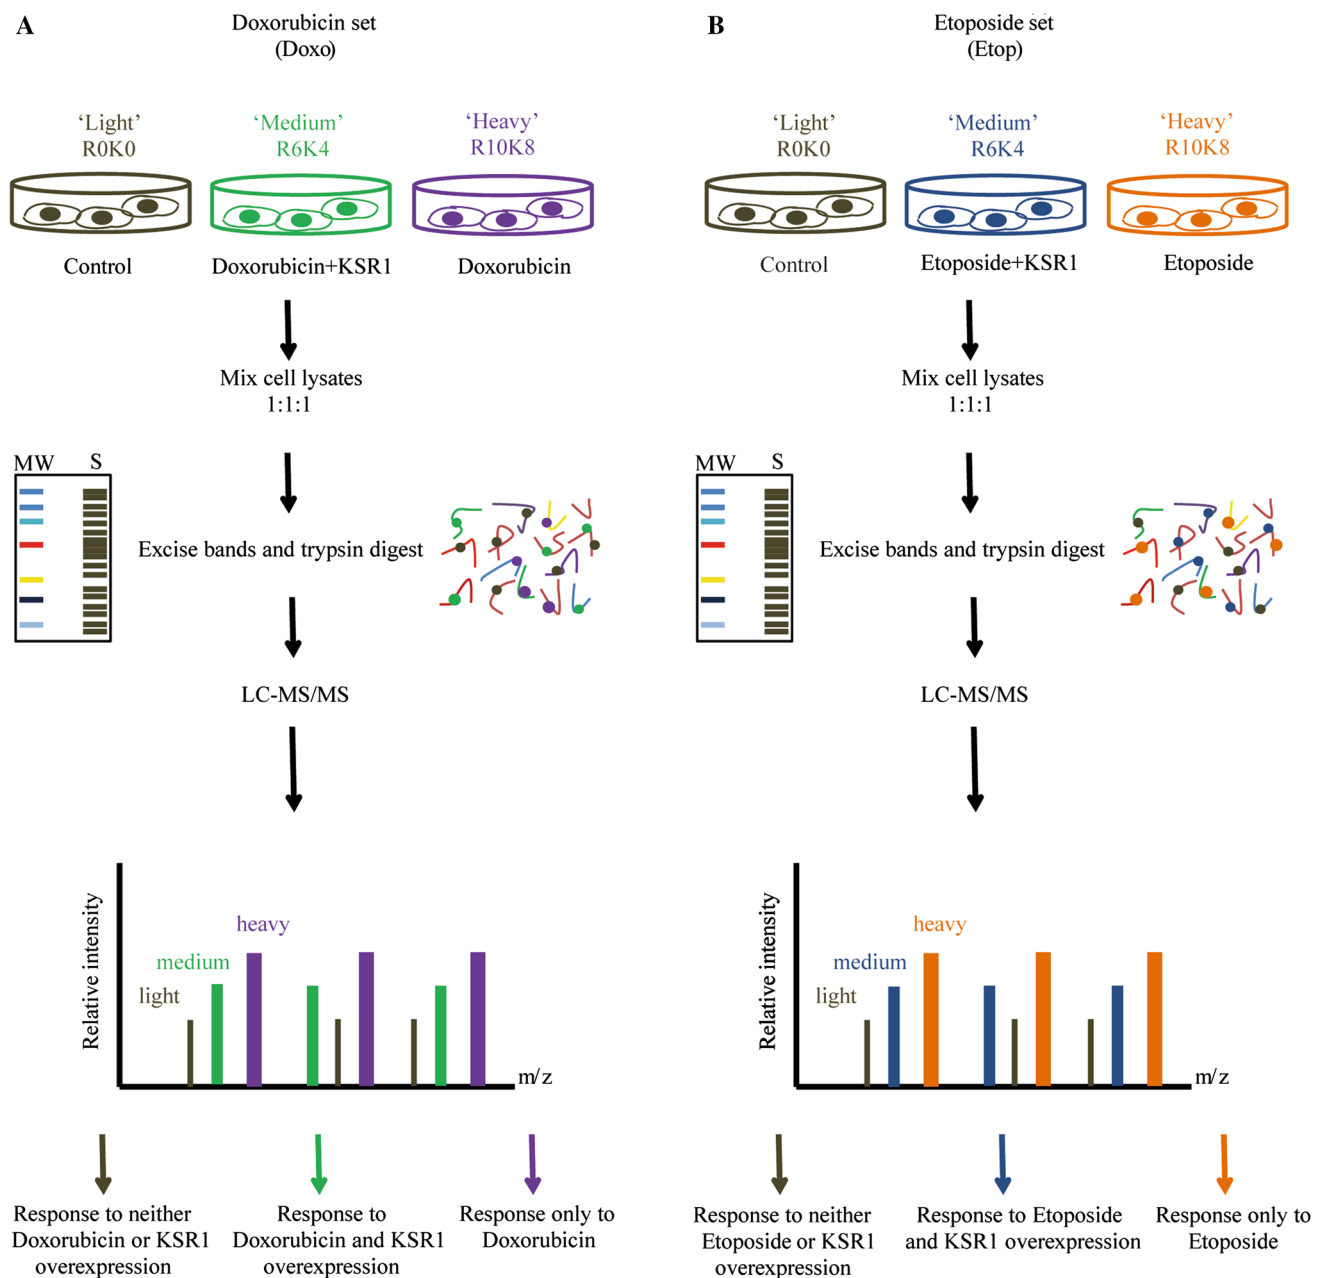 A
Doxorubicin set
(Doxo)
‘Light’
R0K0
‘Medium’
R6K4
‘Heavy’
R10K8
Control
Doxorubicin+KSR1
Doxorubicin
Mix cell lysates
1:1:1
MW
S
Excise bands and trypsin digest
LC-MS/MS
Relative intensity
light
medium
heavy
m/z
Response to neither
Doxorubicin or KSR1
overexpression
Response to
Doxorubicin and KSR1
overexpression
Response only to
Doxorubicin
B
Etoposide set
(Etop)
‘Light’
R0K0
‘Medium’
R6K4
‘Heavy’
R10K8
Control
Etoposide+KSR1
Etoposide
Mix cell lysates
1:1:1
MW
S
Excise bands and trypsin digest
LC-MS/MS
Relative intensity
light
medium
heavy
m/z
Response to neither
Etoposide or KSR1
overexpression
Response to Etoposide
and KSR1 overexpression
Response only to
Etoposide